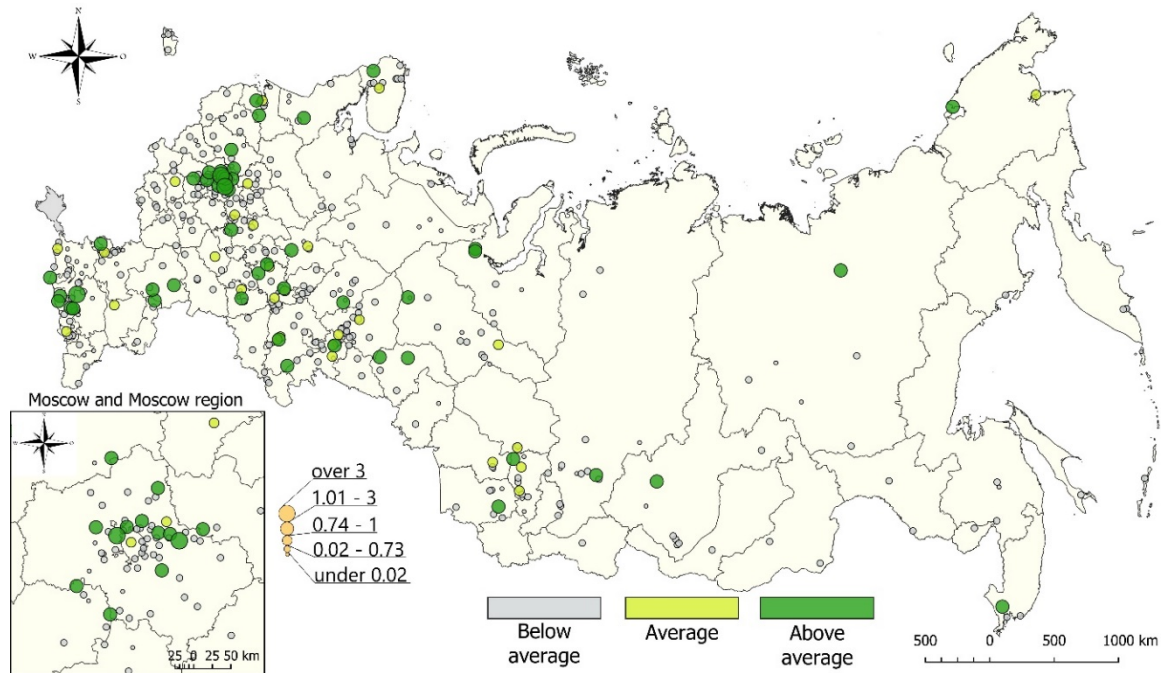 N
W
O
S
Moscow and Moscow region
over 3
1.01 - 3
0.74 - 1
0.02 - 0.73
under 0.02
25 0 25 50 km
Below
average
Average
Above
average
500 0 500 1000 km